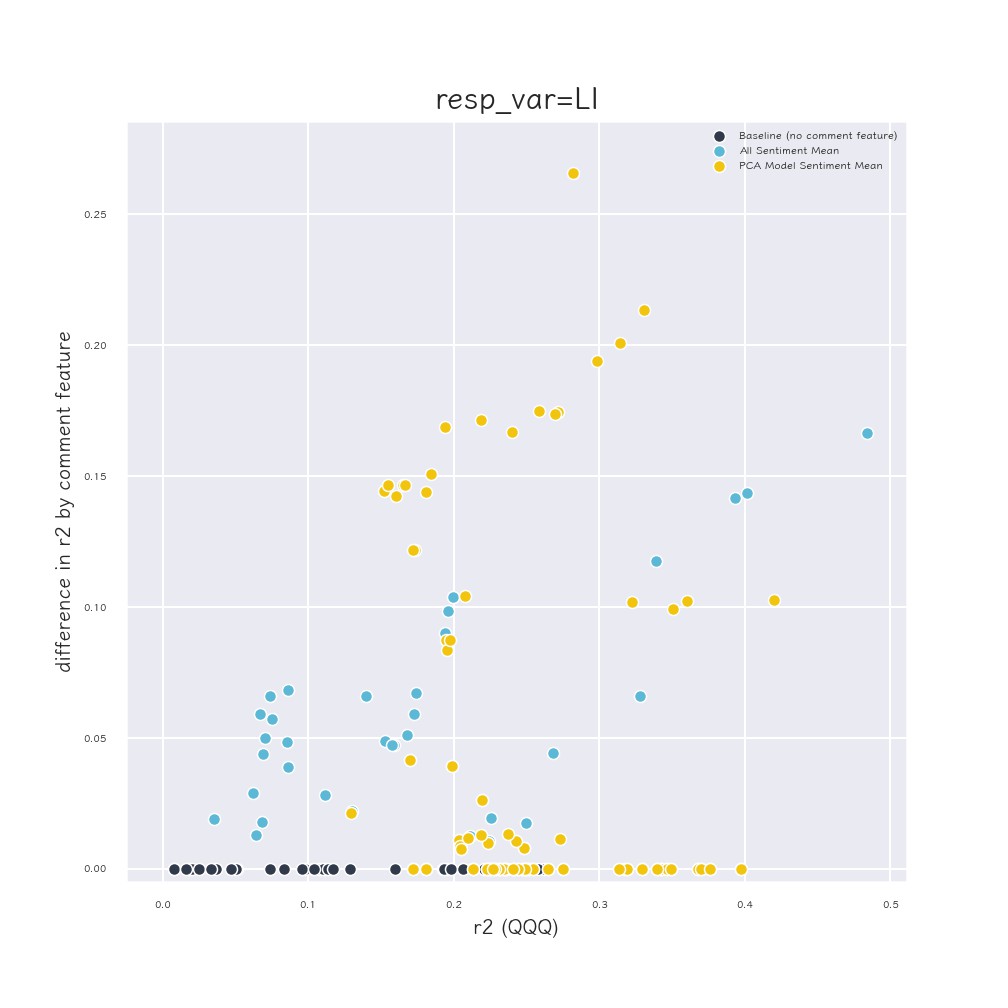 resp_var=LI
Baseline (no comment feature)
All Sentiment Mean
PCA Model Sentiment Mean
difference in r2 by comment feature
0.25
0.20
0.15
0.10
0.05
0.00
0.0 0.1 0.2 0.3 0.4 0.5
r2 (QQQ)